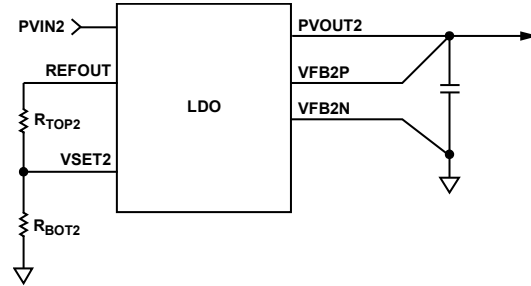 PVIN2
PVOUT2
REFOUT
VFB2P
LDO
RTOP2
VFB2N
VSET2
RBOT2